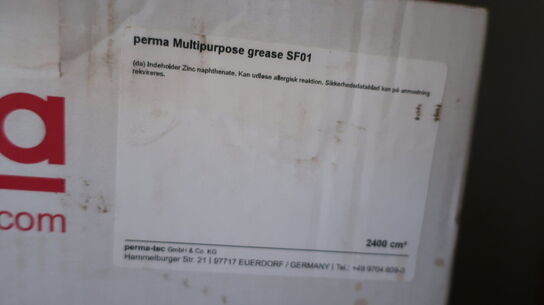 perma Multipurpose grease SF01
(da) Indeholder Zinc naphthenate. Kan udløse allergisk reaktion. Sikkerhedsdatablad kan på anmodning
rekvireres.
a
.com
2400 cm³
perma-tec GmbH & Co. KG
Hammelburger Str. 21 | 97717 EUERDORF / GERMANY | Tel.: +49 9704 609-0